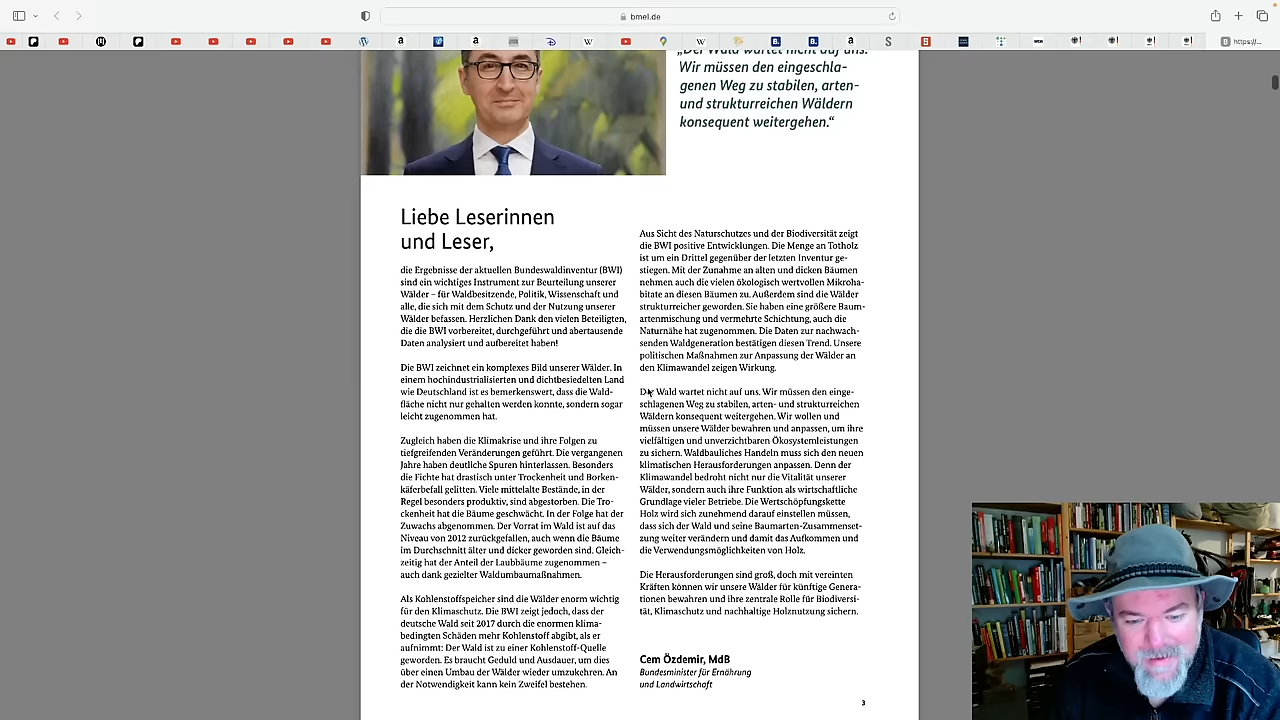 bmel.de
https://...
„Der Wald wartet nicht auf uns.
Wir müssen den eingeschla-
genen Weg zu stabilen, arten-
und strukturreichen Wäldern
konsequent weitergehen.“
Liebe Leserinnen
und Leser,
die Ergebnisse der aktuellen Bundeswaldinventur (BWI)
sind ein wichtiges Instrument zur Beurteilung unserer
Wälder – für Waldbesitzende, Politik, Wissenschaft und
alle, die sich mit dem Schutz und der Nutzung unserer
Wälder befassen. Herzlichen Dank den vielen Beteiligten,
die die BWI vorbereitet, durchgeführt und abertausende
Daten analysiert und aufbereitet haben!
Die BWI zeichnet ein komplexes Bild unserer Wälder. In
einem hochindustrialisierten und dichtbesiedelten Land
wie Deutschland ist es bemerkenswert, dass die Wald-
fläche nicht nur gehalten werden konnte, sondern sogar
leicht zugenommen hat.
Zugleich haben die Klimakrise und ihre Folgen zu
tiefgreifenden Veränderungen geführt. Die vergangenen
Jahre haben deutliche Spuren hinterlassen. Besonders
die Fichte hat drastisch unter Trockenheit und Borken-
käferbefall gelitten. Viele mittelalte Bestände, in der
Regel besonders produktiv, sind abgestorben. Die Tro-
ckenheit hat die Bäume geschwächt. In der Folge hat der
Zuwachs abgenommen. Der Vorrat im Wald ist auf das
Niveau von 2012 zurückgefallen, auch wenn die Bäume
im Durchschnitt älter und dicker geworden sind. Gleich-
zeitig hat der Anteil der Laubbäume zugenommen –
auch dank gezielter Waldumbaumaßnahmen.
Als Kohlenstoffspeicher sind die Wälder enorm wichtig
für den Klimaschutz. Die BWI zeigt jedoch, dass der
deutsche Wald seit 2017 durch die enormen klima-
bedingten Schäden mehr Kohlenstoff abgibt, als er
aufnimmt: Der Wald ist zu einer Kohlenstoff-Quelle
geworden. Es braucht Geduld und Ausdauer, um dies
über einen Umbau der Wälder wieder umzukehren. An
der Notwendigkeit kann kein Zweifel bestehen.
Aus Sicht des Naturschutzes und der Biodiversität zeigt
die BWI positive Entwicklungen. Die Menge an Totholz
ist um ein Drittel gegenüber der letzten Inventur ge-
stiegen. Mit der Zunahme an alten und dicken Bäumen
nehmen auch die vielen ökologisch wertvollen Mikroha-
bitate an diesen Bäumen zu. Außerdem sind die Wälder
strukturreicher geworden. Sie haben eine größere Baum-
artenmischung und vermehrte Schichtung, auch die
Naturnähe hat zugenommen. Die Daten zur nachwach-
senden Waldgeneration bestätigen diesen Trend. Unsere
politischen Maßnahmen zur Anpassung der Wälder an
den Klimawandel zeigen Wirkung.
Der Wald wartet nicht auf uns. Wir müssen den einge-
schlagenen Weg zu stabilen, arten- und strukturreichen
Wäldern konsequent weitergehen. Wir wollen und
müssen unsere Wälder bewahren und anpassen, um ihre
vielfältigen und unverzichtbaren Ökosystemleistungen
zu sichern. Waldbauliches Handeln muss sich den neuen
klimatischen Herausforderungen anpassen. Denn der
Klimawandel bedroht nicht nur die Vitalität unserer
Wälder, sondern auch ihre Funktion als wirtschaftliche
Grundlage vieler Betriebe. Die Wertschöpfungskette
Holz wird sich zunehmend darauf einstellen müssen,
dass sich der Wald und seine Baumarten-Zusammenset-
zung weiter verändern und damit das Aufkommen und
die Verwendungsmöglichkeiten von Holz.
Die Herausforderungen sind groß, doch mit vereinten
Kräften können wir unsere Wälder für künftige Genera-
tionen bewahren und ihre zentrale Rolle für Biodiversi-
tät, Klimaschutz und nachhaltige Holznutzung sichern.
Cem Özdemir, MdB
Bundesminister für Ernährung
und Landwirtschaft
3